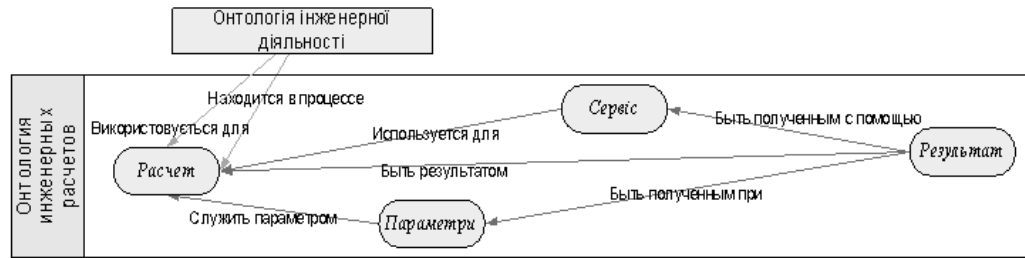 Онтологія інженерної
діяльності
Находится в процессе
Сервіс
Використовується для
Используется для
Быть полученным с помощью
Онтология
инженерных
расчетов
Расчет
Быть результатом
Результат
Служить параметром
Параметри
Быть полученным при